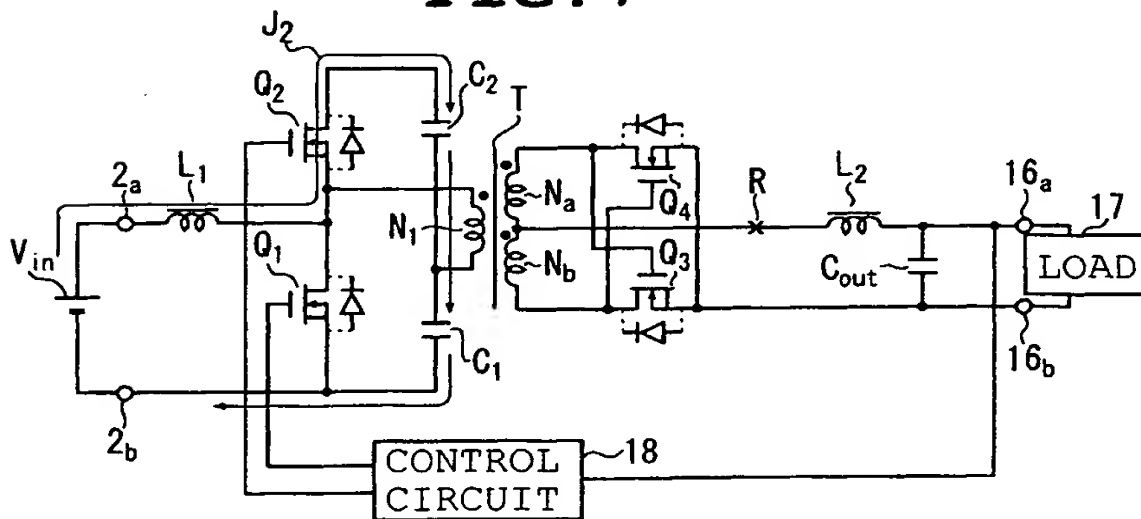 J2
Q2
C2
T
2a
L1
Na
Q4
R
L2
16a
17
Vin
N1
Q1
Nb
Q3
Cout
LOAD
C1
16b
2b
CONTROL
CIRCUIT
18